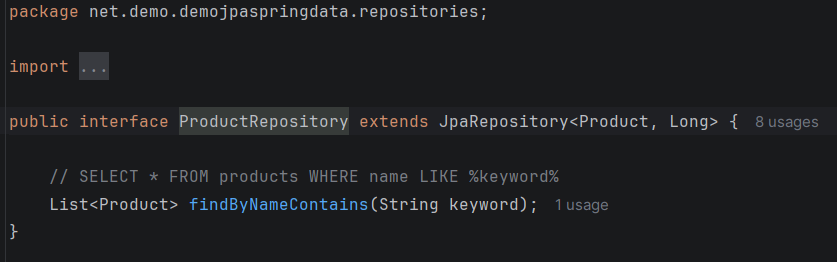 package net.demo.demojpaspringdata.repositories;
import ...
public interface ProductRepository extends JpaRepository<Product, Long> { 8 usages
// SELECT * FROM products WHERE name LIKE %keyword%
List<Product> findByNameContains(String keyword); 1 usage
}